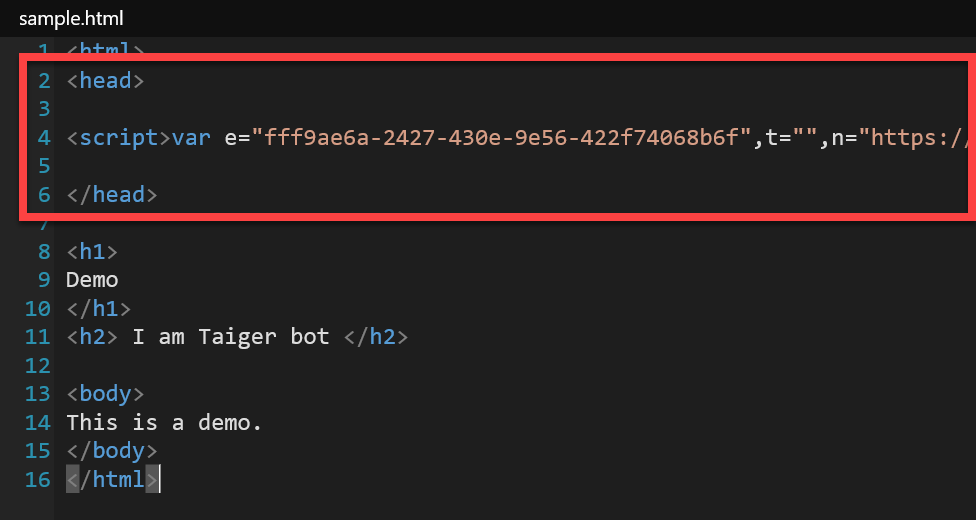 sample.html
1 <html>
2 <head>
3
4 <script>var e="fff9ae6a-2427-430e-9e56-422f74068b6f",t="",n="https://
5
6 </head>
7
8 <h1>
9 Demo
10 </h1>
11 <h2> I am Taiger bot </h2>
12
13 <body>
14 This is a demo.
15 </body>
16 </html>